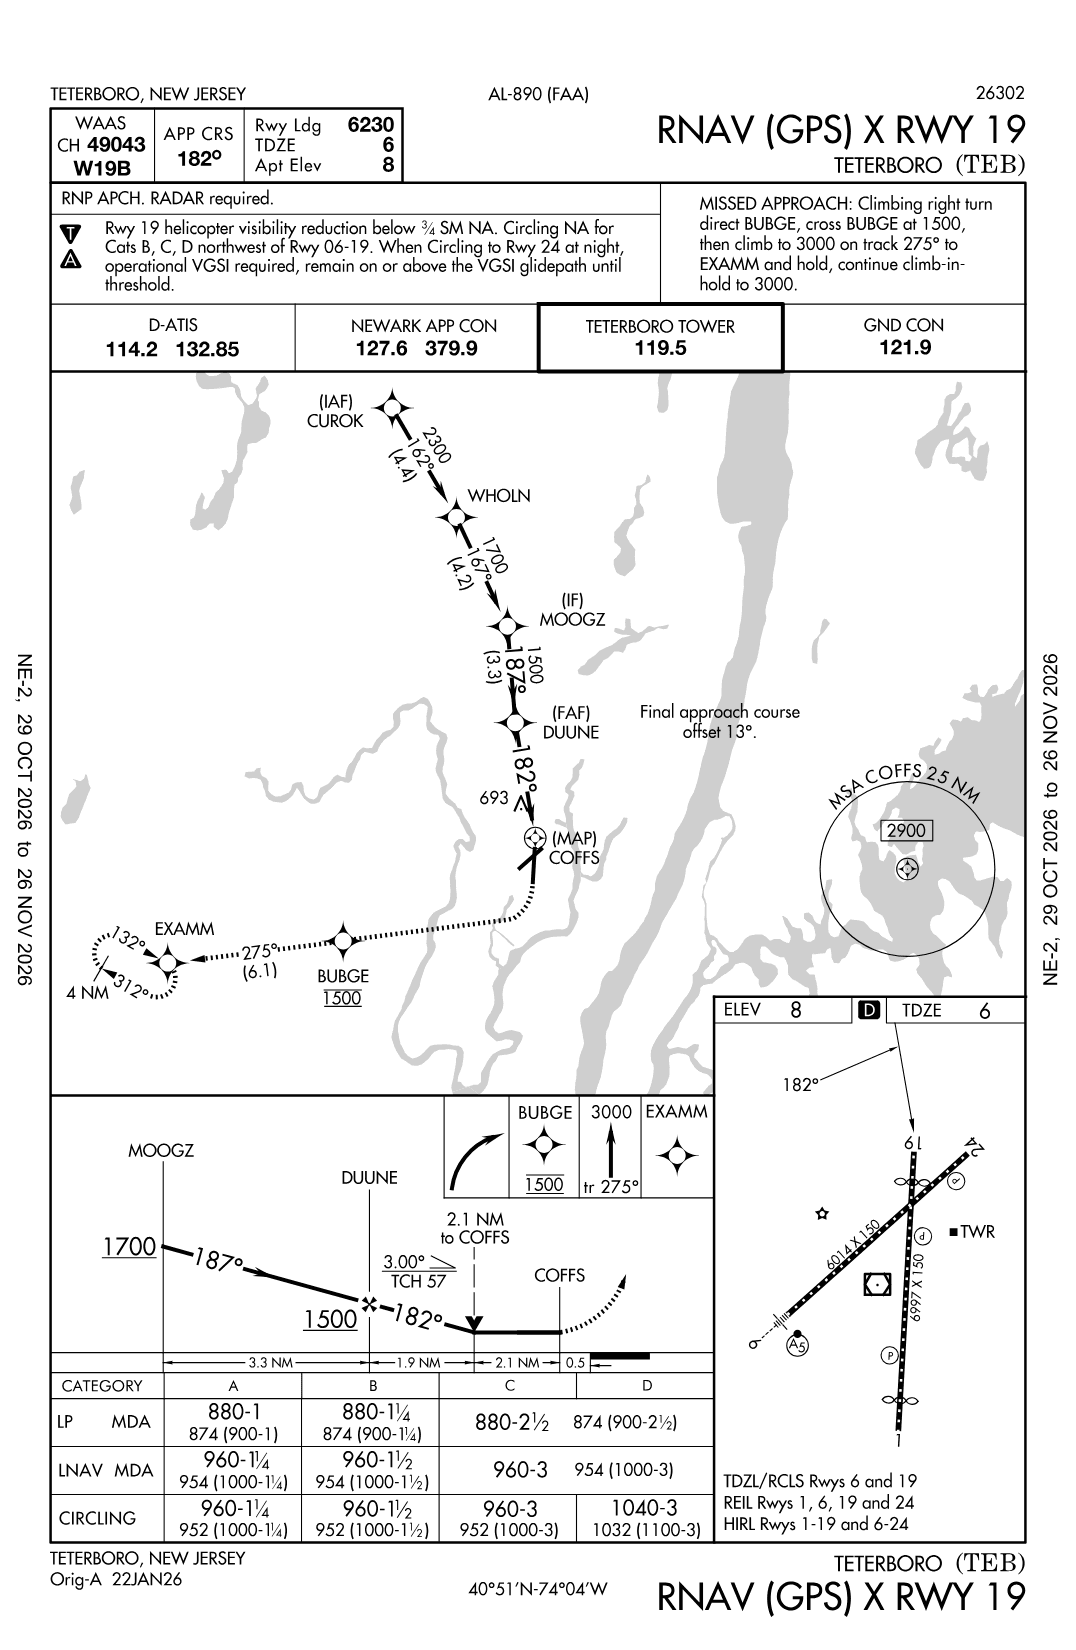 TETERBORO, NEW JERSEY
AL-890 (FAA)
26302
WAAS
CH 49043
W19B
APP CRS
182°
Rwy Ldg 6230
TDZE 6
Apt Elev 8
RNAV (GPS) X RWY 19
TETERBORO (TEB)
RNP APCH. RADAR required.
T
A
Rwy 19 helicopter visibility reduction below ¾ SM NA. Circling NA for
Cats B, C, D northwest of Rwy 06-19. When Circling to Rwy 24 at night,
operational VGSI required, remain on or above the VGSI glidepath until
threshold.
MISSED APPROACH: Climbing right turn
direct BUBGE, cross BUBGE at 1500,
then climb to 3000 on track 275° to
EXAMM and hold, continue climb-in-
hold to 3000.
D-ATIS
114.2 132.85
NEWARK APP CON
127.6 379.9
TETERBORO TOWER
119.5
GND CON
121.9
(IAF)
CUROK
2300
162°
(4.4)
WHOLN
1700
167°
(4.2)
(IF)
MOOGZ
1500
187°
(3.3)
(FAF)
DUUNE
Final approach course
offset 13°.
182°
693
(MAP)
COFFS
MSA COFFS 25 NM
2900
EXAMM
132°
312°
4 NM
275°
(6.1)
BUBGE
1500
NE-2, 29 OCT 2026 to 26 NOV 2026
NE-2, 29 OCT 2026 to 26 NOV 2026
ELEV 8
D
TDZE 6
182°
19
24
P
TWR
6014 X 150
P
6997 X 150
6
A5
P
1
TDZL/RCLS Rwys 6 and 19
REIL Rwys 1, 6, 19 and 24
HIRL Rwys 1-19 and 6-24
BUBGE
1500
3000
tr 275°
EXAMM
MOOGZ
DUUNE
2.1 NM
to COFFS
1700
187°
3.00°
TCH 57
COFFS
1500
182°
3.3 NM
1.9 NM
2.1 NM
0.5
CATEGORY A B C D
LP MDA
880-1
874 (900-1)
880-1¼
874 (900-1¼)
880-2½ 874 (900-2½)
LNAV MDA
960-1¼
954 (1000-1¼)
960-1½
954 (1000-1½)
960-3 954 (1000-3)
CIRCLING
960-1¼
952 (1000-1¼)
960-1½
952 (1000-1½)
960-3
952 (1000-3)
1040-3
1032 (1100-3)
TETERBORO, NEW JERSEY
Orig-A 22JAN26
40°51'N-74°04'W
TETERBORO (TEB)
RNAV (GPS) X RWY 19